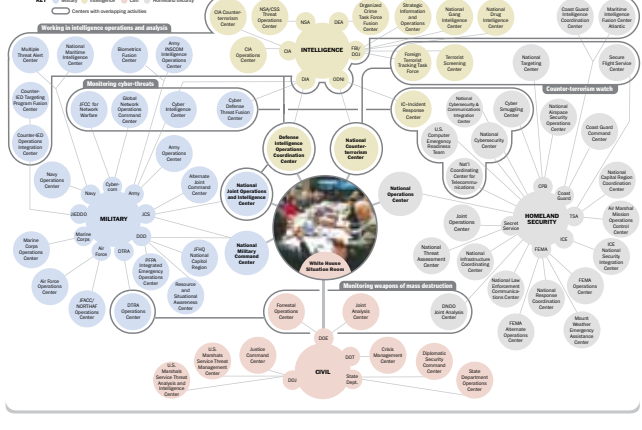 KEY
Military
Intelligence
Civil
Homeland security
Centers with overlapping activities
Working in intelligence operations and analysis
Multiple
Threat Alert
Center
National
Maritime
Intelligence
Center
Biometrics
Fusion
Center
Army
INSCOM
Intelligence
Operations
Center
CIA Counter-
terrorism
Center
NSA/CSS
Threat
Operations
Center
CIA
Operations
Center
NSA
DEA
CIA
INTELLIGENCE
FBI/
DOJ
DIA
ODNI
Organized
Crime
Task Force
Fusion
Center
Strategic
Information
and
Operations
Center
National
Gang
Intelligence
Center
National
Drug
Intelligence
Center
Foreign
Terrorist
Tracking Task
Force
Terrorist
Screening
Center
Coast Guard
Intelligence
Coordination
Center
Maritime
Intelligence
Fusion Center
Atlantic
National
Targeting
Center
Secure
Flight Service
Center
Monitoring cyber-threats
Counter-
IED Targeting
Program Fusion
Center
JFCC for
Network
Warfare
Global
Network
Operations
Command
Center
Cyber
Intelligence
Center
Cyber
Defense
Threat Fusion
Center
IC-Incident
Response
Center
National
Cybersecurity &
Communications
Integration
Center
Cyber
Smuggling
Center
U.S.
Computer
Emergency
Readiness
Team
National
Cybersecurity
Center
Nat'l
Coordinating
Center for
Telecommu-
nications
Counter-terrorism watch
National
Airspace
Security
Operations
Center
Coast Guard
Command
Center
Counter-IED
Operations
Integration
Center
Army
Operations
Center
Navy
Operations
Center
Alternate
Joint
Command
Center
Defense
Intelligence
Operations
Coordination
Center
National
Counter-
terrorism
Center
National
Joint Operations
and Intelligence
Center
National
Operations
Center
National
Military
Command
Center
White House
Situation Room
Navy
Cyber-
com
Army
JIEDDO
MILITARY
JCS
Marine
Corps
Air
Force
DTRA
DOD
Marine
Corps
Operations
Center
Air Force
Operations
Center
JFACC/
NORTHAF
Operations
Center
DTRA
Operations
Center
PFPA
Integrated
Emergency
Operations
Center
JFHQ
National
Capitol
Region
Resource
and
Situational
Awareness
Center
CPB
Coast
Guard
HOMELAND
SECURITY
TSA
Secret
Service
FEMA
ICE
National
Capitol Region
Coordination
Center
Air Marshal
Mission
Operations
Control
Center
ICE
National
Security
Integration
Center
Joint
Operations
Center
National
Threat
Assessment
Center
National
Infrastructure
Coordinating
Center
National Law
Enforcement
Communica-
tions Center
National
Response
Coordination
Center
FEMA
Operations
Center
FEMA
Alternate
Operations
Center
Mount
Weather
Emergency
Assistance
Center
Monitoring weapons of mass destruction
Forrestal
Operations
Center
Joint
Analysis
Center
DNDO
Joint Analysis
Center
DOE
DOT
CIVIL
DOJ
State
Dept.
U.S.
Marshals
Service Threat
Analysis and
Intelligence
Center
U.S.
Marshals
Service Threat
Management
Center
Justice
Command
Center
Crisis
Management
Center
Diplomatic
Security
Command
Center
State
Department
Operations
Center